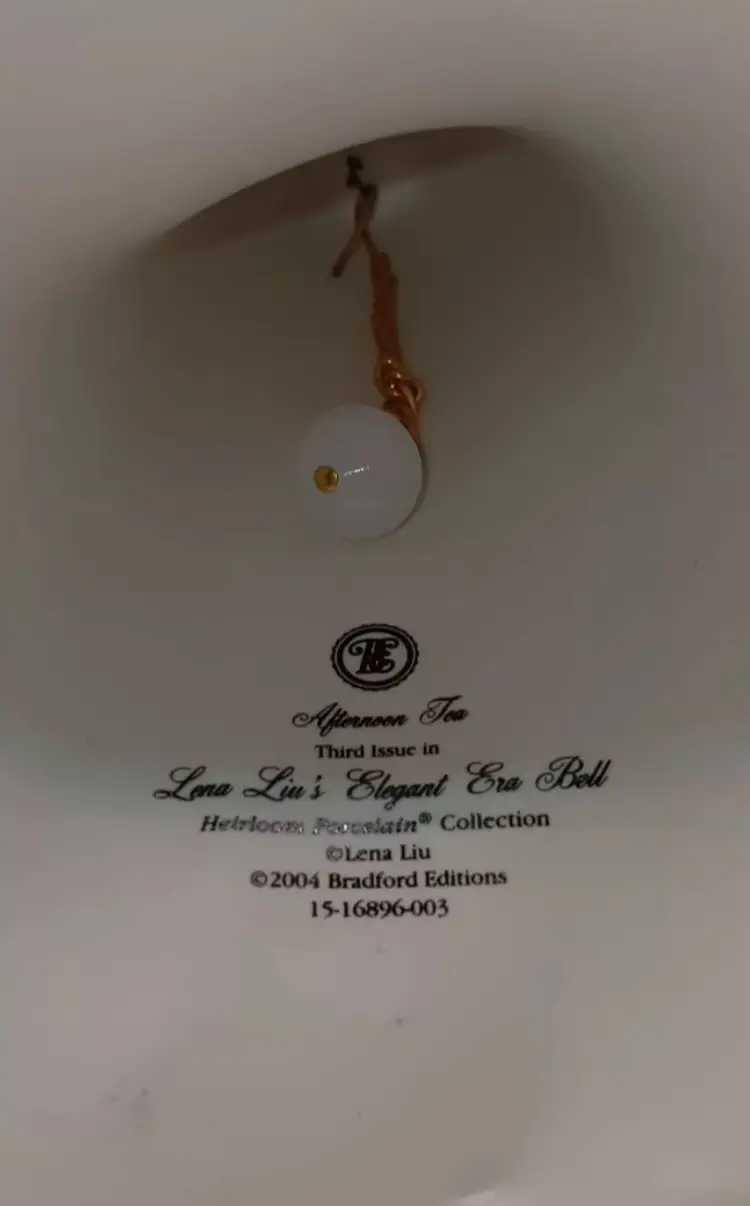 BE
Afternoon Tea
Third Issue in
Lena Liu's Elegant Era Bell
Heirloom Porcelain® Collection
©Lena Liu
©2004 Bradford Editions
15-16896-003